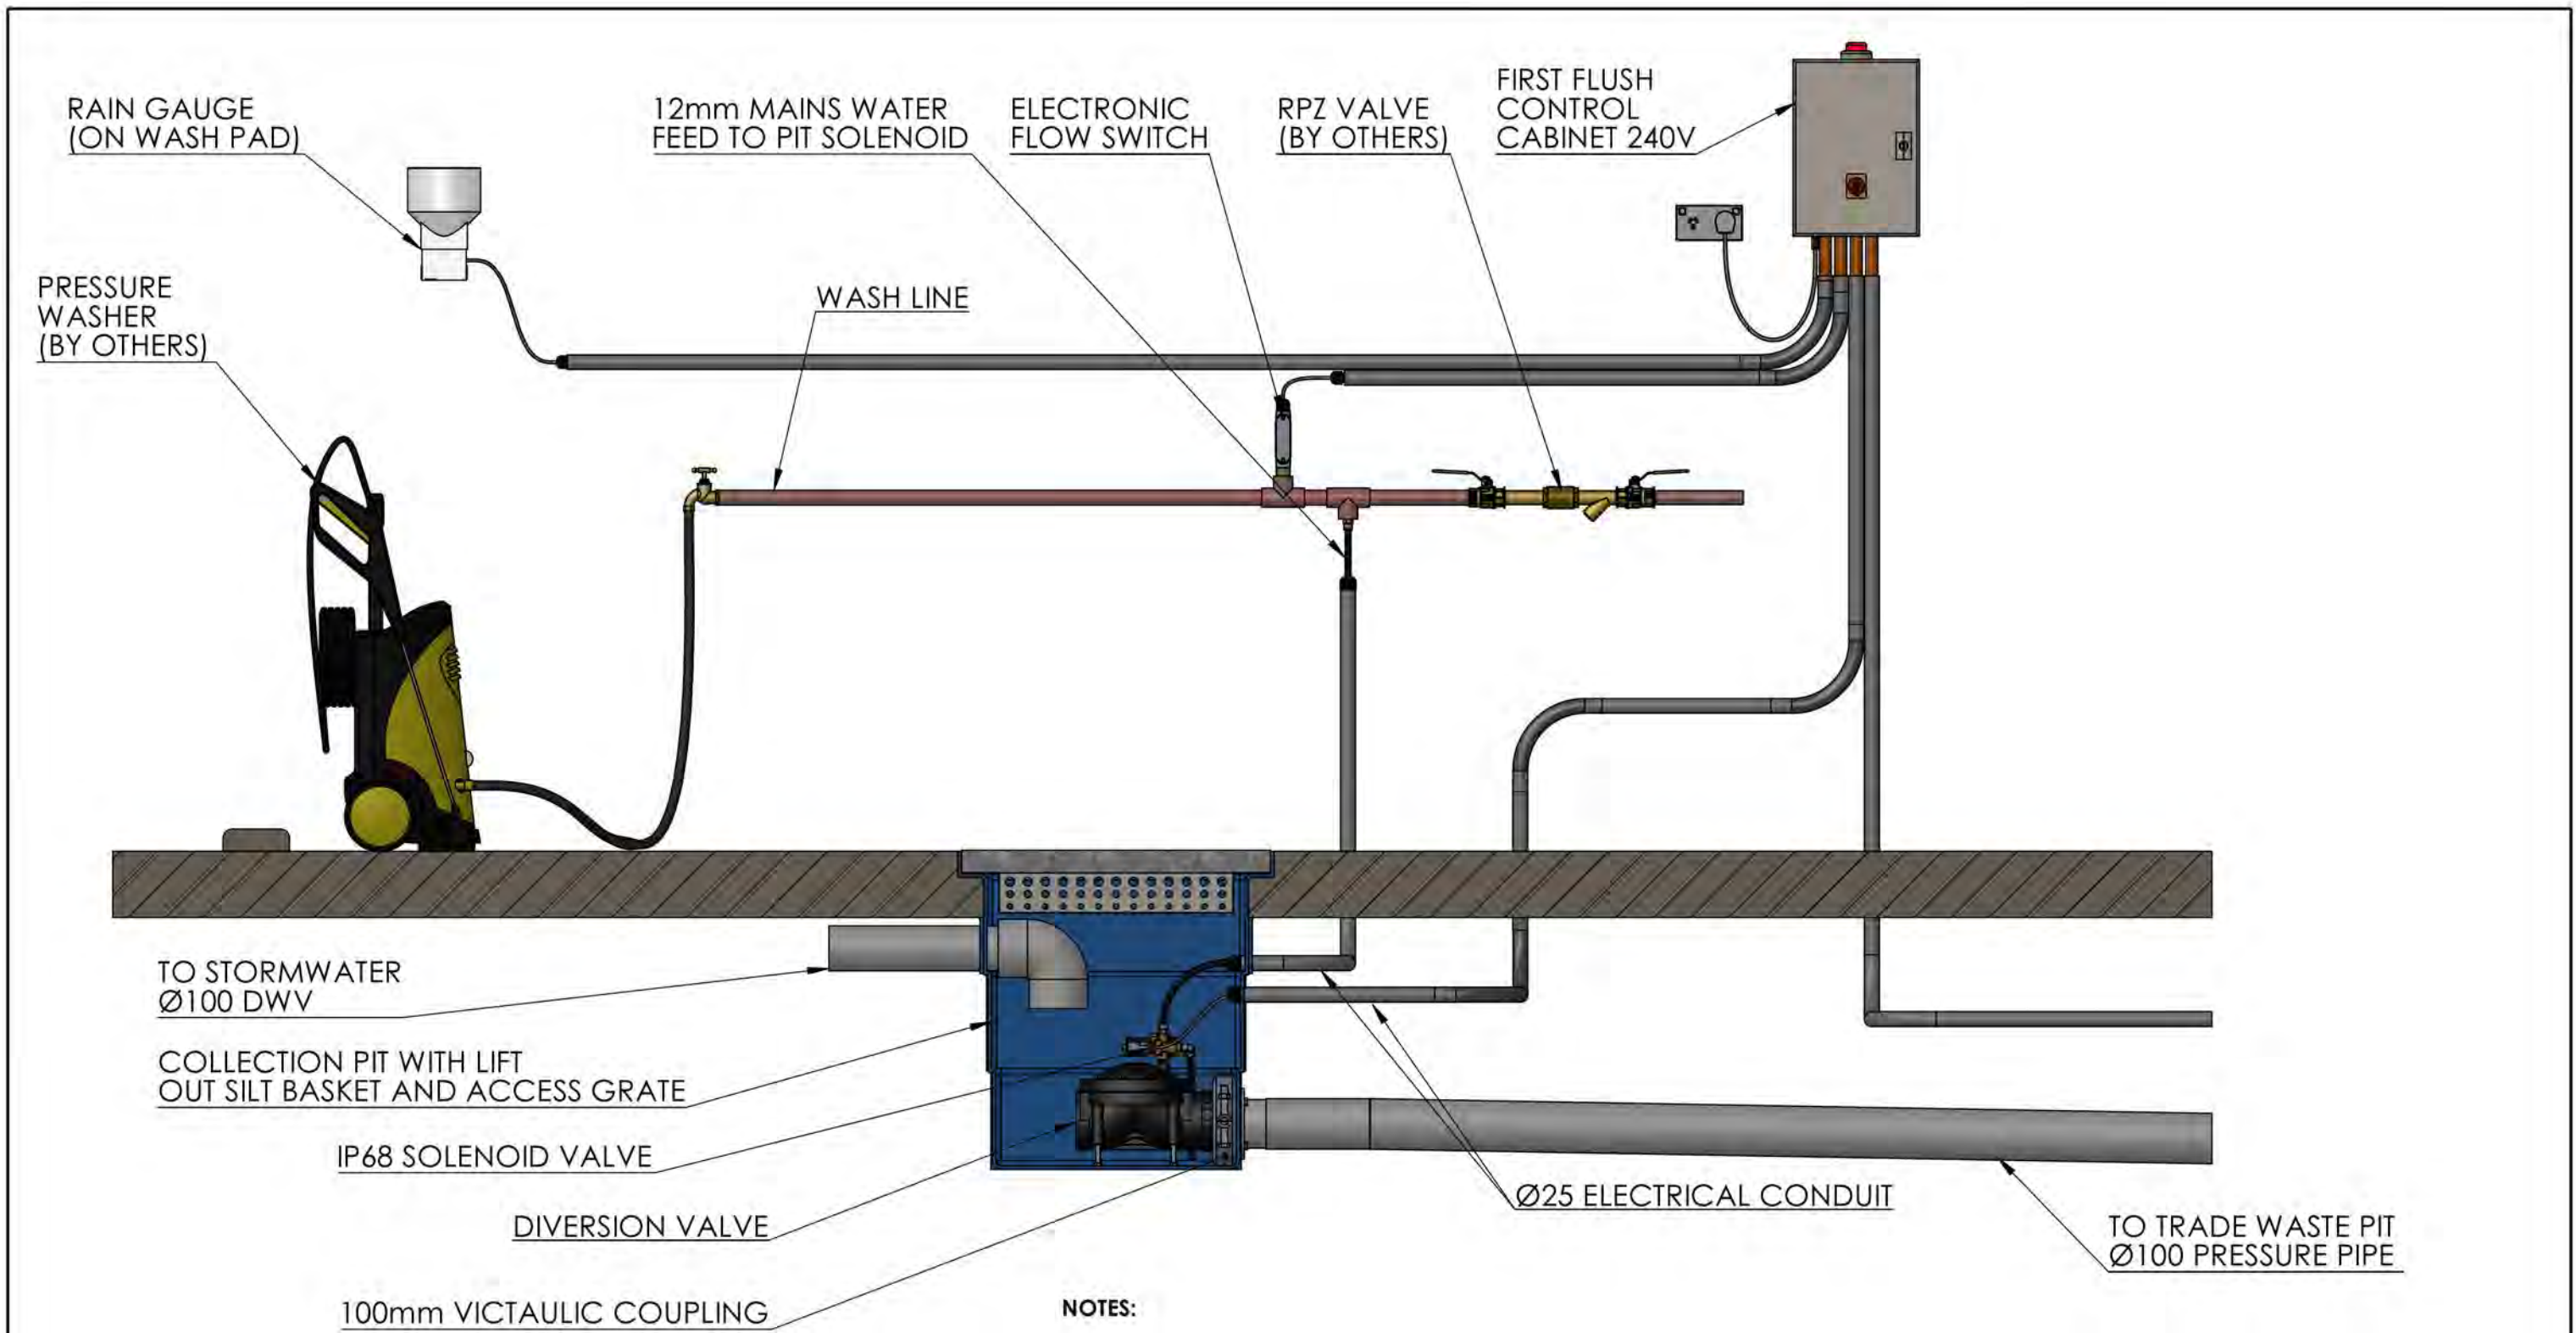 RAIN GAUGE
(ON WASH PAD)
12mm MAINS WATER
FEED TO PIT SOLENOID
ELECTRONIC
FLOW SWITCH
RPZ VALVE
(BY OTHERS)
FIRST FLUSH
CONTROL
CABINET 240V
PRESSURE
WASHER
(BY OTHERS)
WASH LINE
TO STORMWATER
Ø100 DWV
COLLECTION PIT WITH LIFT
OUT SILT BASKET AND ACCESS GRATE
IP68 SOLENOID VALVE
DIVERSION VALVE
100mm VICTAULIC COUPLING
Ø25 ELECTRICAL CONDUIT
TO TRADE WASTE PIT
Ø100 PRESSURE PIPE
NOTES: